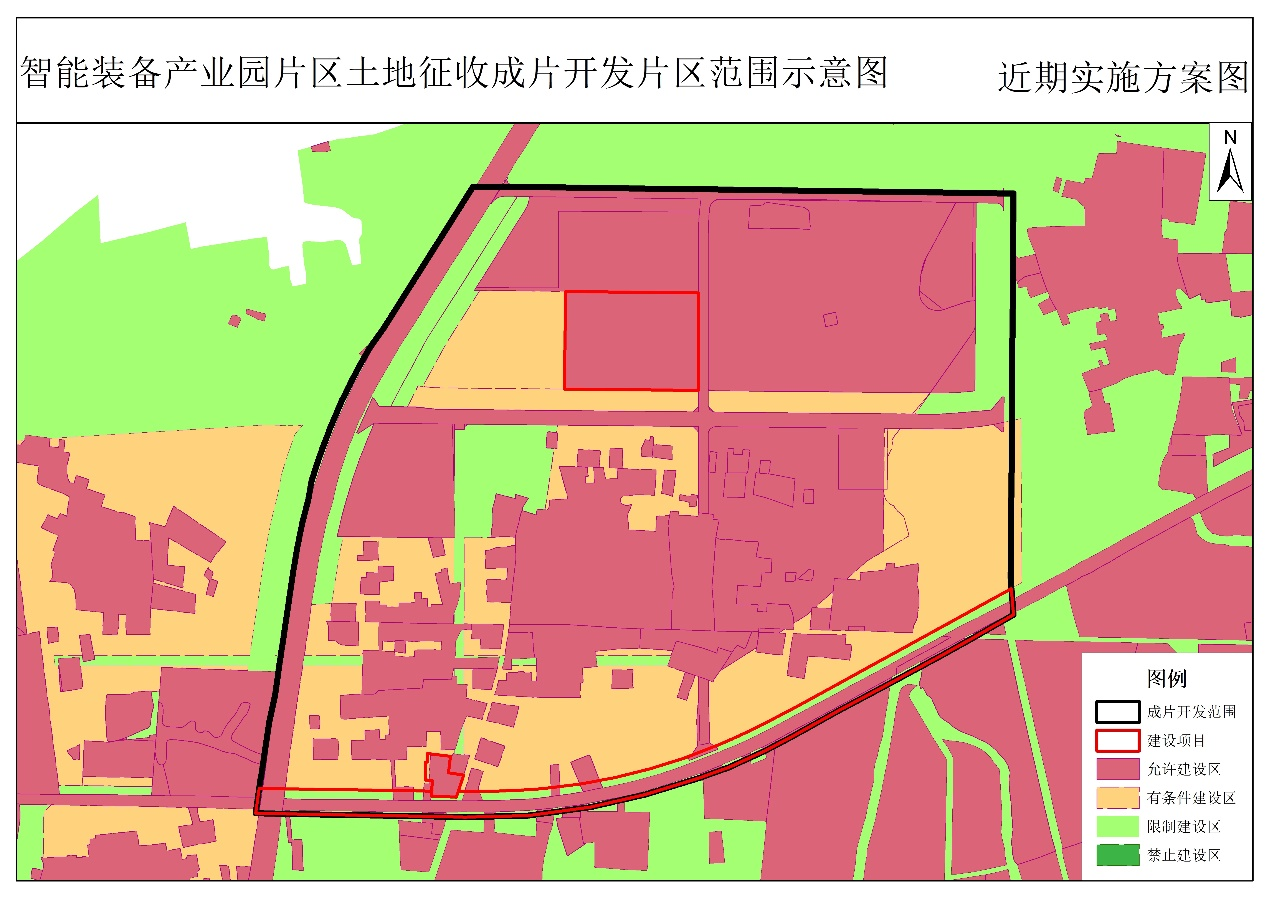 智能装备产业园片区土地征收成片开发片区范围示意图
近期实施方案图
N
图例
成片开发范围
建设项目
允许建设区
有条件建设区
限制建设区
禁止建设区